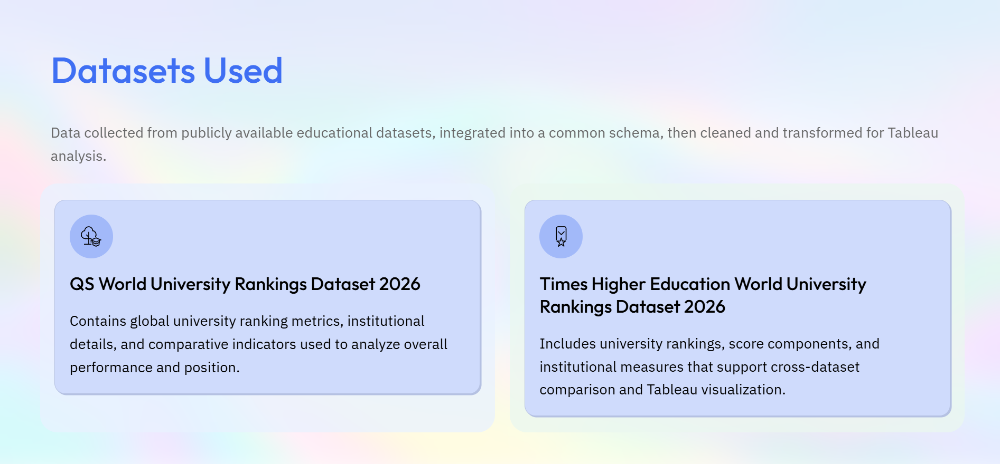 Datasets Used
Data collected from publicly available educational datasets, integrated into a common schema, then cleaned and transformed for Tableau
analysis.
QS World University Rankings Dataset 2026
Contains global university ranking metrics, institutional
details, and comparative indicators used to analyze overall
performance and position.
Times Higher Education World University
Rankings Dataset 2026
Includes university rankings, score components, and
institutional measures that support cross-dataset
comparison and Tableau visualization.